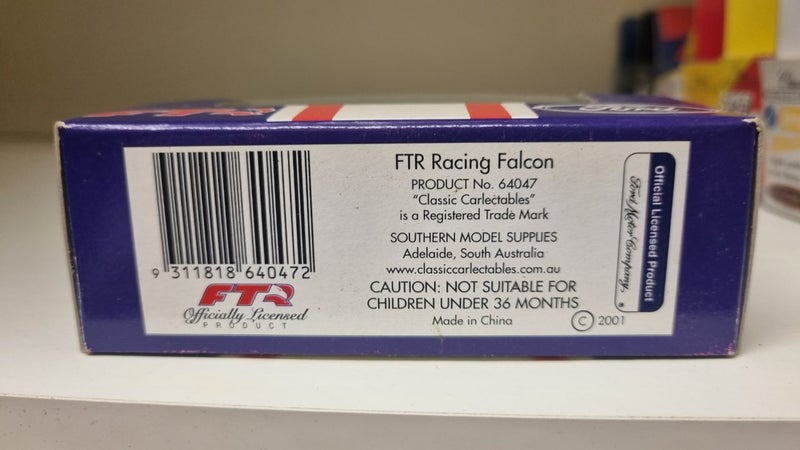 FTR Racing Falcon
PRODUCT No. 64047
"Classic Carlectables"
is a Registered Trade Mark
SOUTHERN MODEL SUPPLIES
Adelaide, South Australia
www.classiccarlectables.com.au
CAUTION: NOT SUITABLE FOR
CHILDREN UNDER 36 MONTHS
Made in China
© 2001
9 311818 640472
FTR
Officially Licensed
PRODUCT
Official Licensed Product
Ford Motor Company